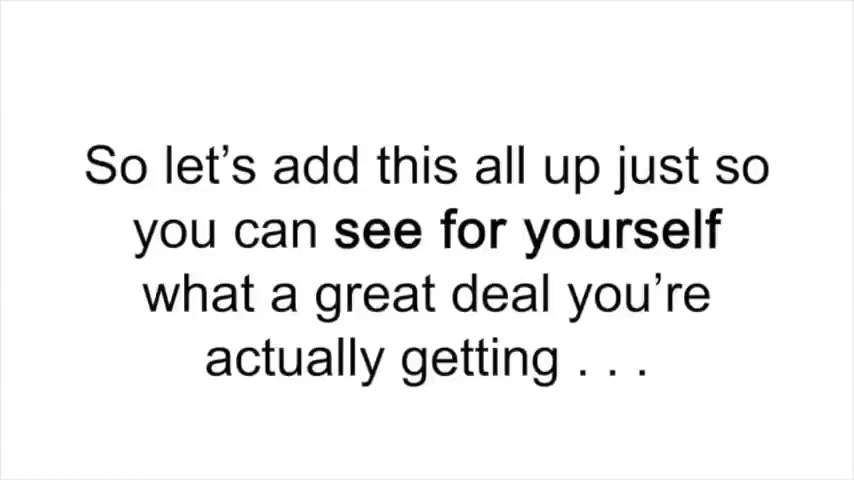 So let’s add this all up just so
you can see for yourself
what a great deal you’re
actually getting . . .